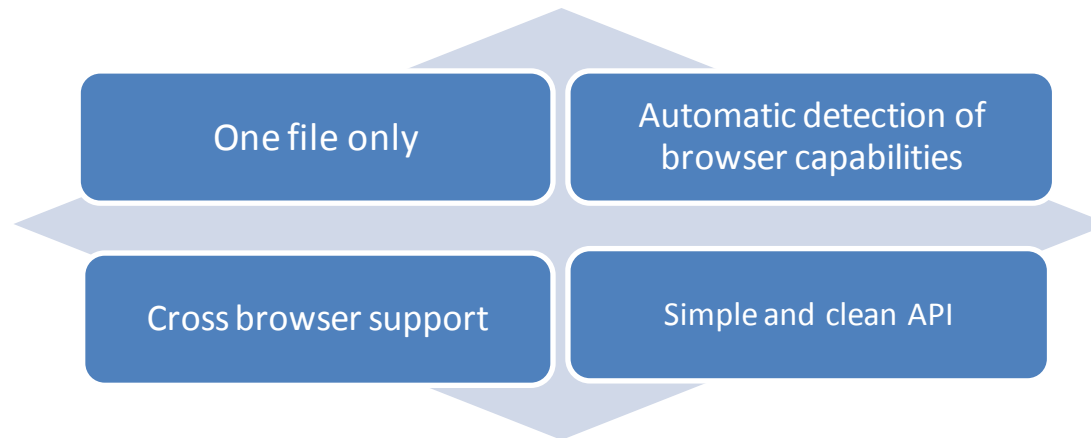 One file only
Automatic detection of
browser capabilities
Cross browser support
Simple and clean API